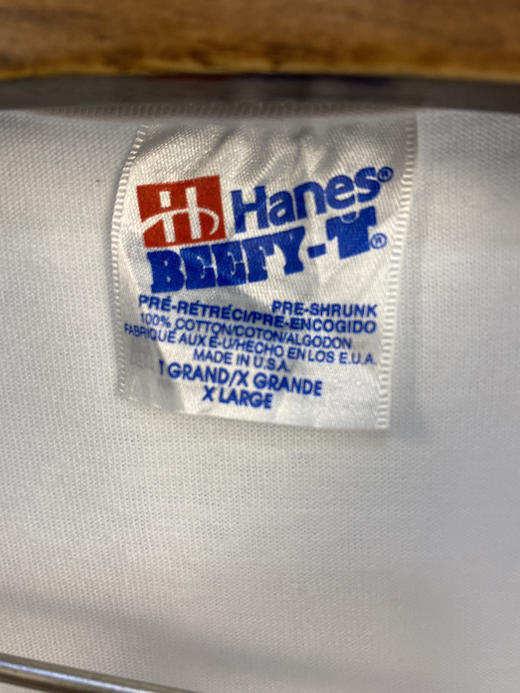 H Hanes®
BEEFY-T®
PRÉ-RÉTRÉCI/PRE-SHRUNK
100% COTTON/COTON/ALGODON PRE-ENCOGIDO
FABRIQUÉ AUX É-U/HECHO EN LOS E.U.A.
MADE IN U.S.A.
T GRAND/X GRANDE
X LARGE